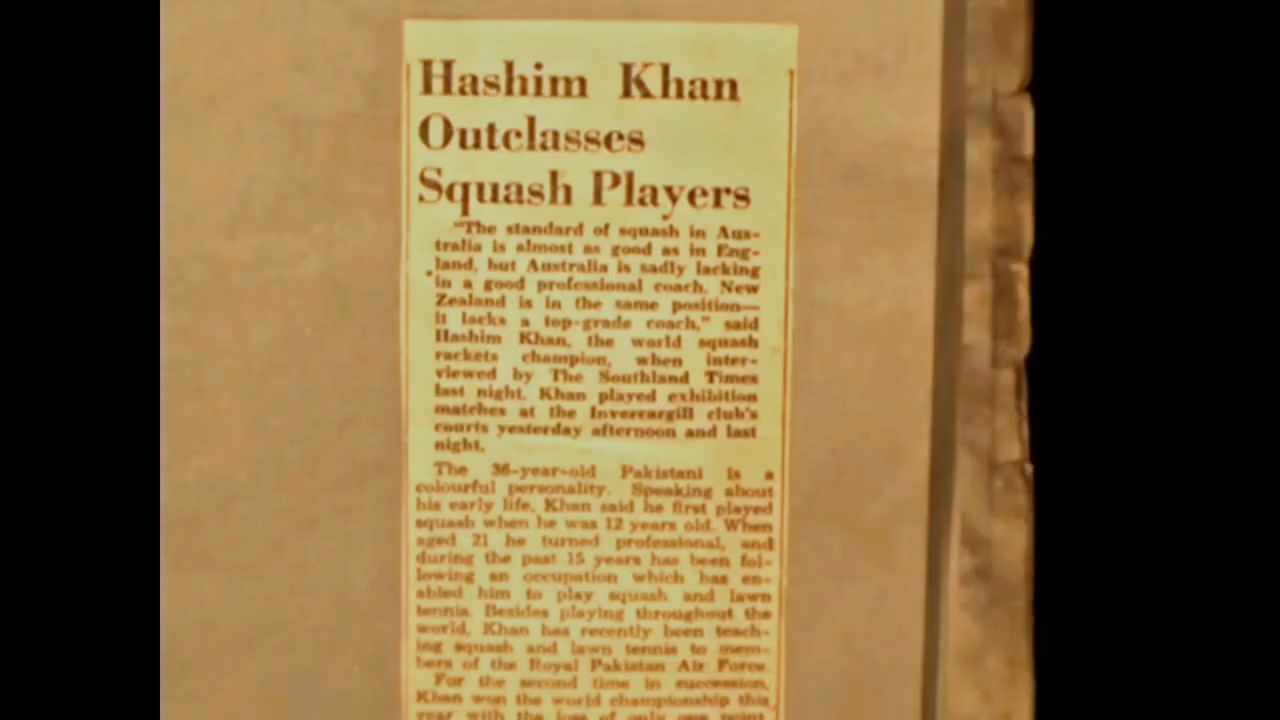 Hashim Khan
Outclasses
Squash Players
"The standard of squash in Aus-
tralia is almost as good as in Eng-
land, but Australia is sadly lacking
in a good professional coach. New
Zealand is in the same position—
it lacks a top-grade coach," said
Hashim Khan, the world squash
rackets champion, when inter-
viewed by The Southland Times
last night. Khan played exhibition
matches at the Invercargill club's
courts yesterday afternoon and last
night.
The 36-year-old Pakistani is a
colourful personality. Speaking about
his early life, Khan said he first played
squash when he was 12 years old. When
aged 21 he turned professional, and
during the past 15 years has been fol-
lowing an occupation which has en-
abled him to play squash and lawn
tennis. Besides playing throughout the
world, Khan has recently been teach-
ing squash and lawn tennis to mem-
bers of the Royal Pakistan Air Force.
For the second time in succession,
Khan won the world championship this
year with the loss of only one point,